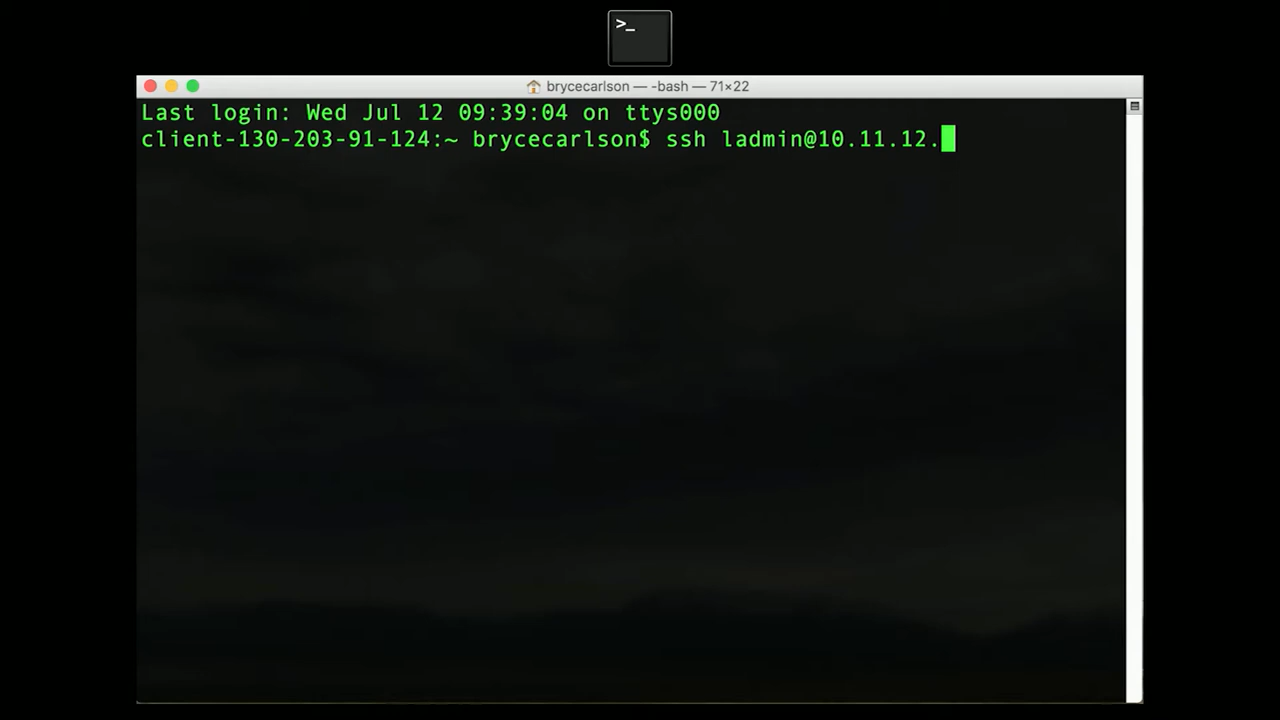 >_
brycecarlson — -bash — 71×22
Last login: Wed Jul 12 09:39:04 on ttys000
client-130-203-91-124:~ brycecarlson$ ssh ladmin@10.11.12.